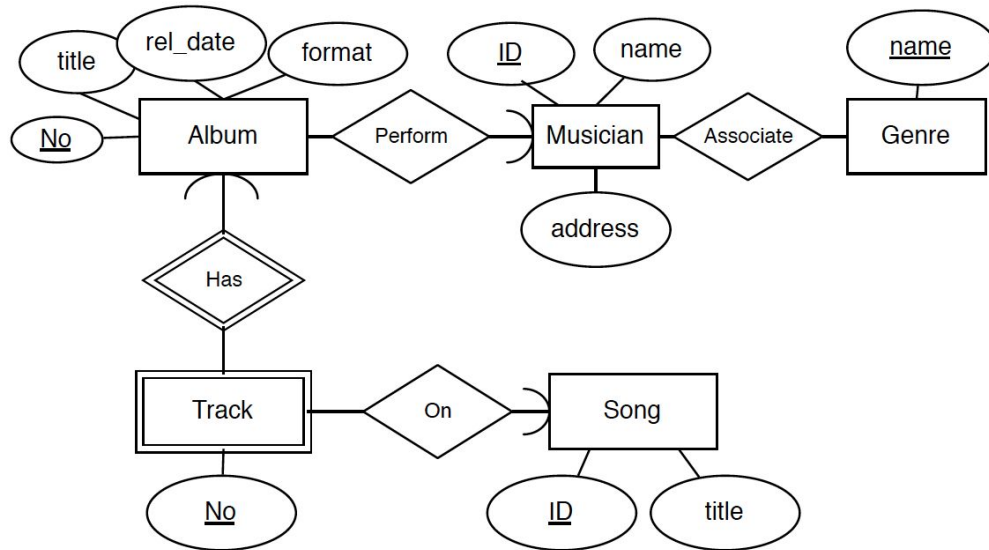 rel_date
title
format
ID
name
name
No
Album
Perform
Musician
Associate
Genre
address
Has
Track
On
Song
No
ID
title